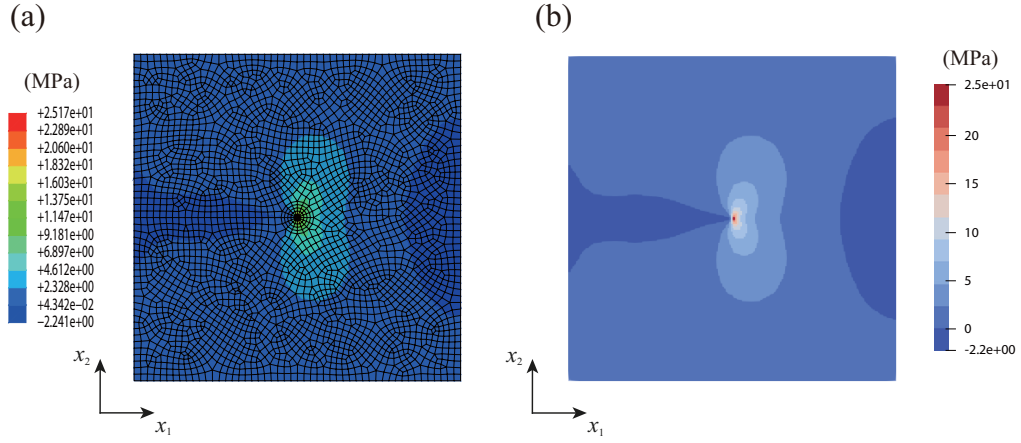 (a)
(MPa)
+2.517e+01
+2.289e+01
+2.060e+01
+1.832e+01
+1.603e+01
+1.375e+01
+1.147e+01
+9.181e+00
+6.897e+00
+4.612e+00
+2.328e+00
+4.342e−02
−2.241e+00
x2
x1
(b)
(MPa)
2.5e+01
20
15
10
5
0
-2.2e+00
x2
x1